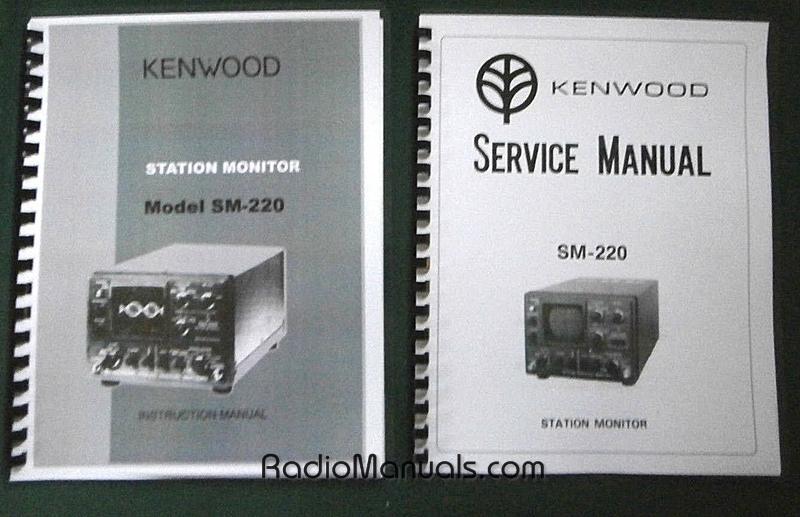 KENWOOD
STATION MONITOR
Model SM-220
INSTRUCTION MANUAL
KENWOOD
SERVICE MANUAL
SM-220
STATION MONITOR
RadioManuals.com